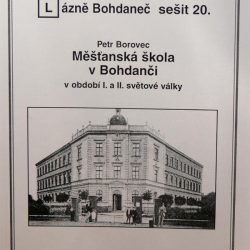 Lázně Bohdaneč sešit 20.
Petr Borovec
Měšťanská škola
v Bohdanči
v období I. a II. světové války